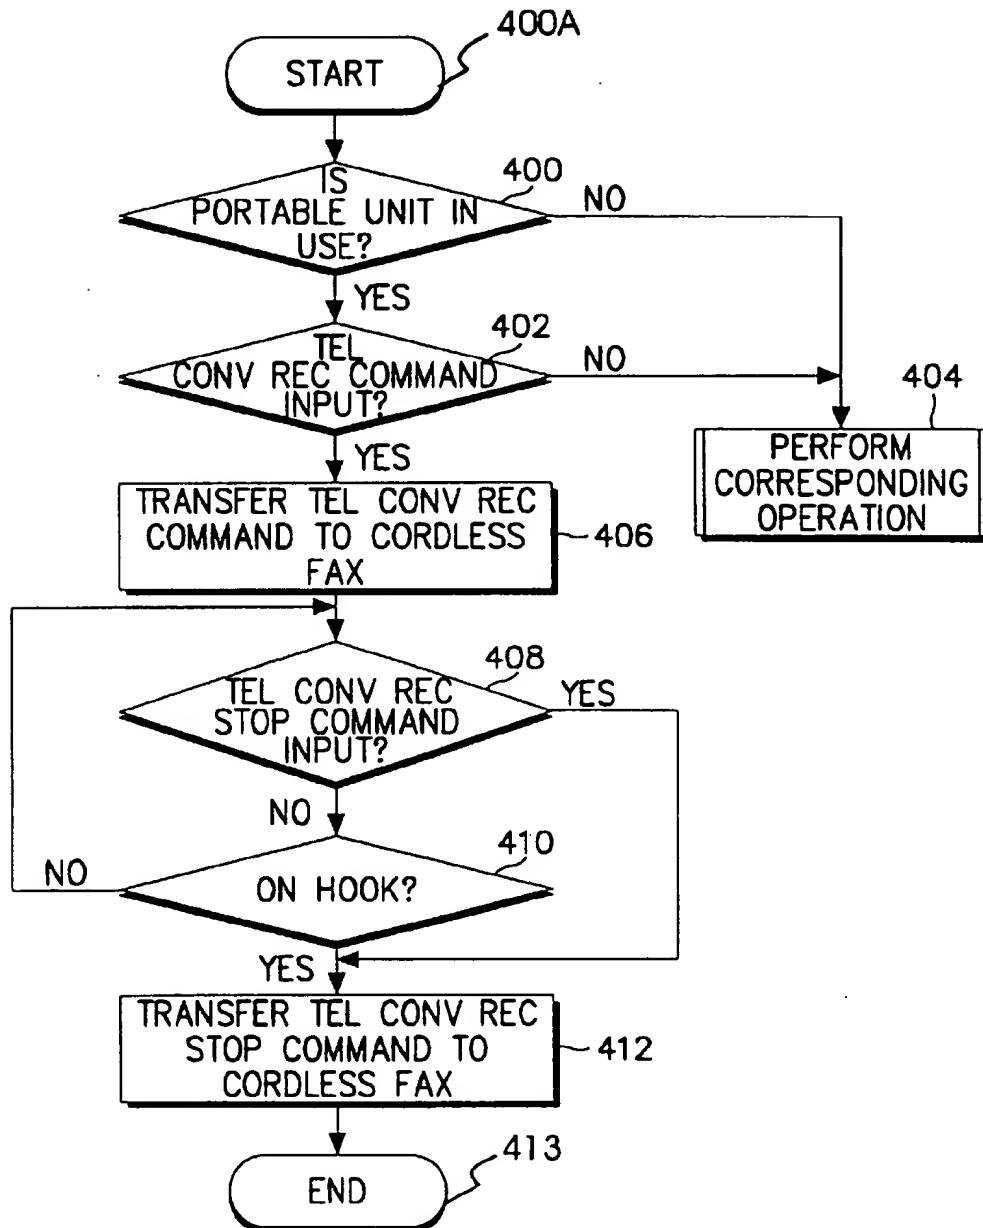 400A
START
400
IS
PORTABLE UNIT IN
USE?
NO
YES
402
TEL
CONV REC COMMAND
INPUT?
NO
404
PERFORM
CORRESPONDING
OPERATION
YES
TRANSFER TEL CONV REC
COMMAND TO CORDLESS
FAX
406
408
TEL CONV REC
STOP COMMAND
INPUT?
YES
NO
410
NO
ON HOOK?
YES
TRANSFER TEL CONV REC
STOP COMMAND TO
CORDLESS FAX
412
413
END